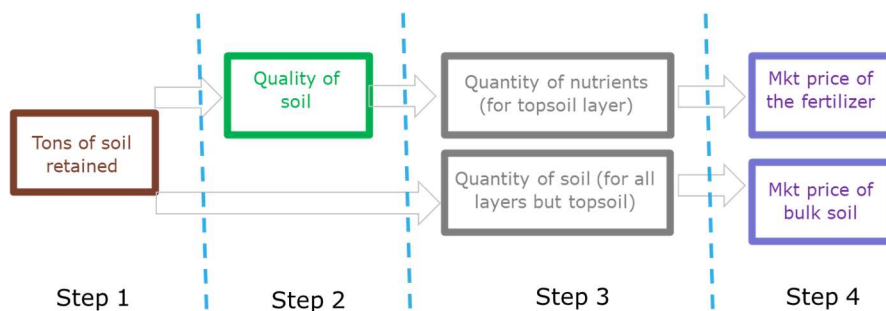 Tons of soil
retained
Quality of
soil
Quantity of nutrients
(for topsoil layer)
Quantity of soil (for all
layers but topsoil)
Mkt price of
the fertilizer
Mkt price of
bulk soil
Step 1
Step 2
Step 3
Step 4